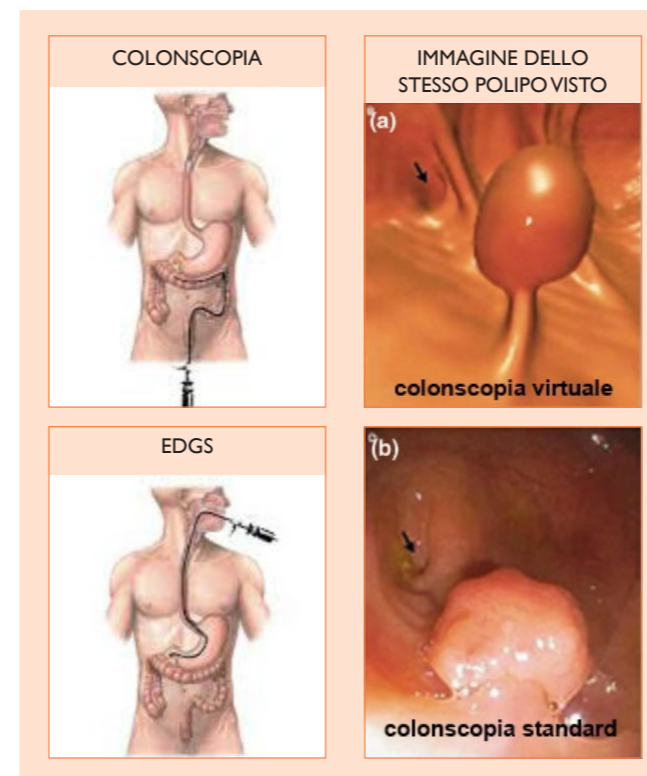 COLONSCOPIA
IMMAGINE DELLO
STESSO POLIPO VISTO
(a)
colonscopia virtuale
EDGS
(b)
colonscopia standard